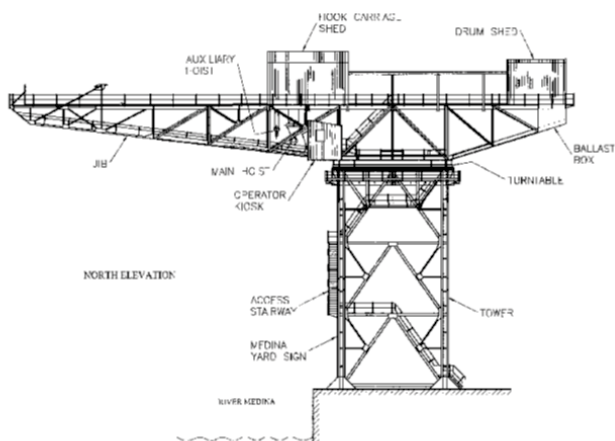 HOOK CARRIAGE
SHED
DRUM SHED
AUXILIARY
HOIST
JIB
MAIN HOIST
OPERATOR
KIOSK
BALLAST
BOX
TURNTABLE
NORTH ELEVATION
ACCESS
STAIRWAY
TOWER
MEDINA
YARD SIGN
RIVER MEDINA